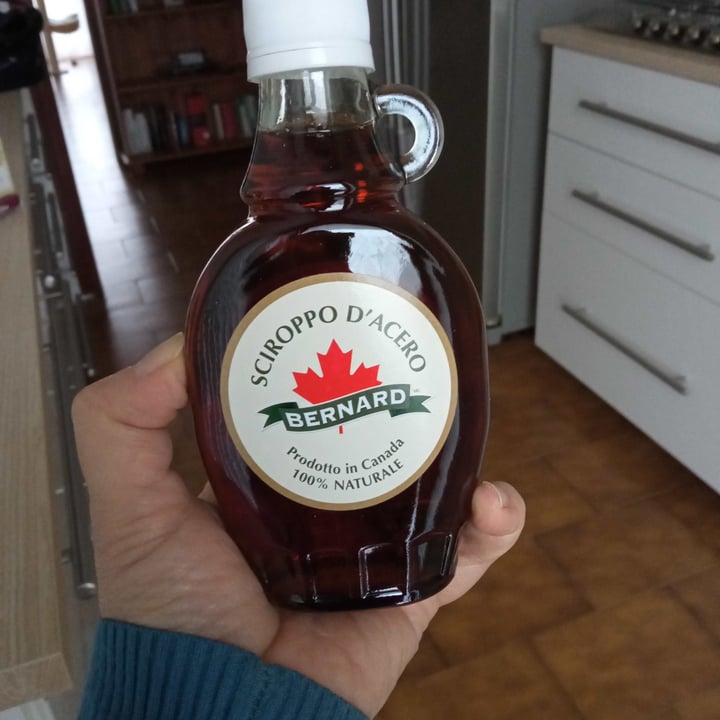 SCIROPPO D'ACERO
BERNARD
Prodotto in Canada
100% NATURALE